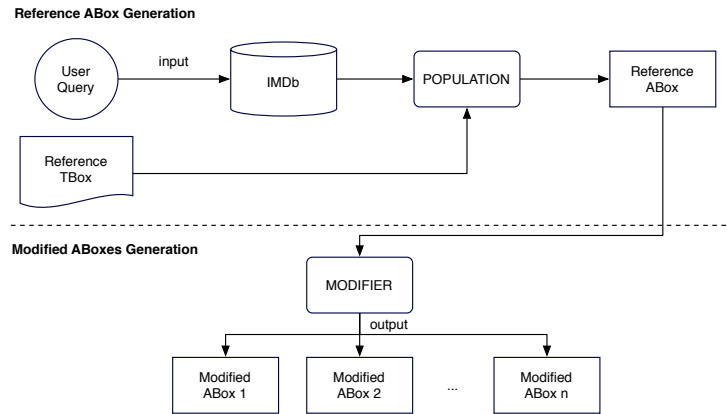 Reference ABox Generation
User
Query
input
IMDb
POPULATION
Reference
ABox
Reference
TBox
Modified ABoxes Generation
MODIFIER
output
Modified
ABox 1
Modified
ABox 2
...
Modified
ABox n